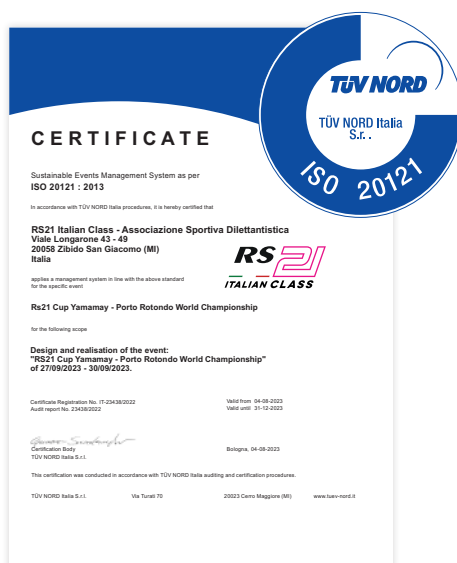 TÜV NORD
TÜV NORD Italia
S.r. .
ISO 20121
CERTIFICATE
Sustainable Events Management System as per
ISO 20121 : 2013
In accordance with TÜV NORD Italia procedures, it is hereby certified that
RS21 Italian Class - Associazione Sportiva Dilettantistica
Viale Longarone 43 - 49
20058 Zibido San Giacomo (MI)
Italia
RS21
ITALIAN CLASS
applies a management system in line with the above standard
for the specific event
Rs21 Cup Yamamay - Porto Rotondo World Championship
for the following scope
Design and realisation of the event:
"RS21 Cup Yamamay - Porto Rotondo World Championship"
of 27/09/2023 - 30/09/2023.
Certificate Registration No. IT-23438/2022
Audit report No. 23438/2022
Valid from 04-08-2023
Valid until 31-12-2023
Certification Body
TÜV NORD Italia S.r.l.
Bologna, 04-08-2023
This certification was conducted in accordance with TÜV NORD Italia auditing and certification procedures.
TÜV NORD Italia S.r.l. Via Turati 70 20023 Cerro Maggiore (MI) www.tuev-nord.it